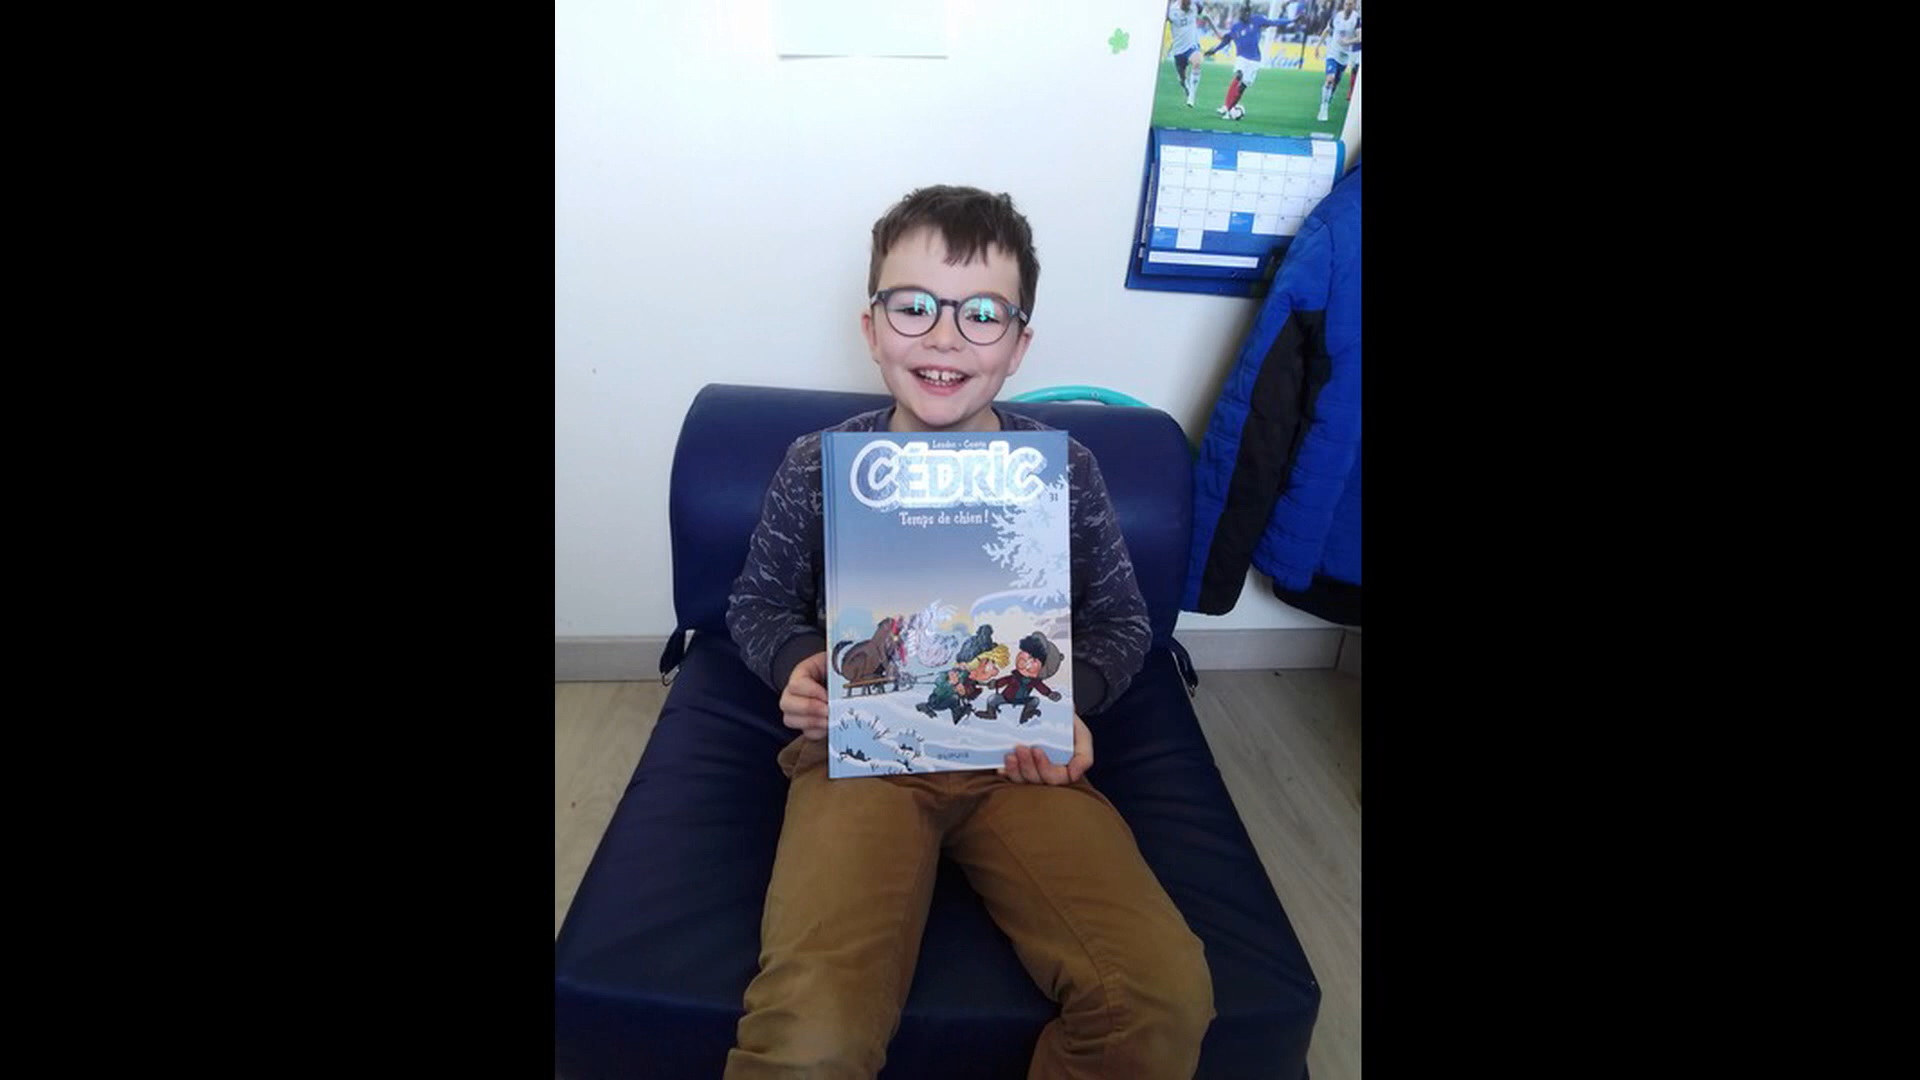 Laudec - Cauvin
CÉDRIC
31
Temps de chien !
DUPUIS